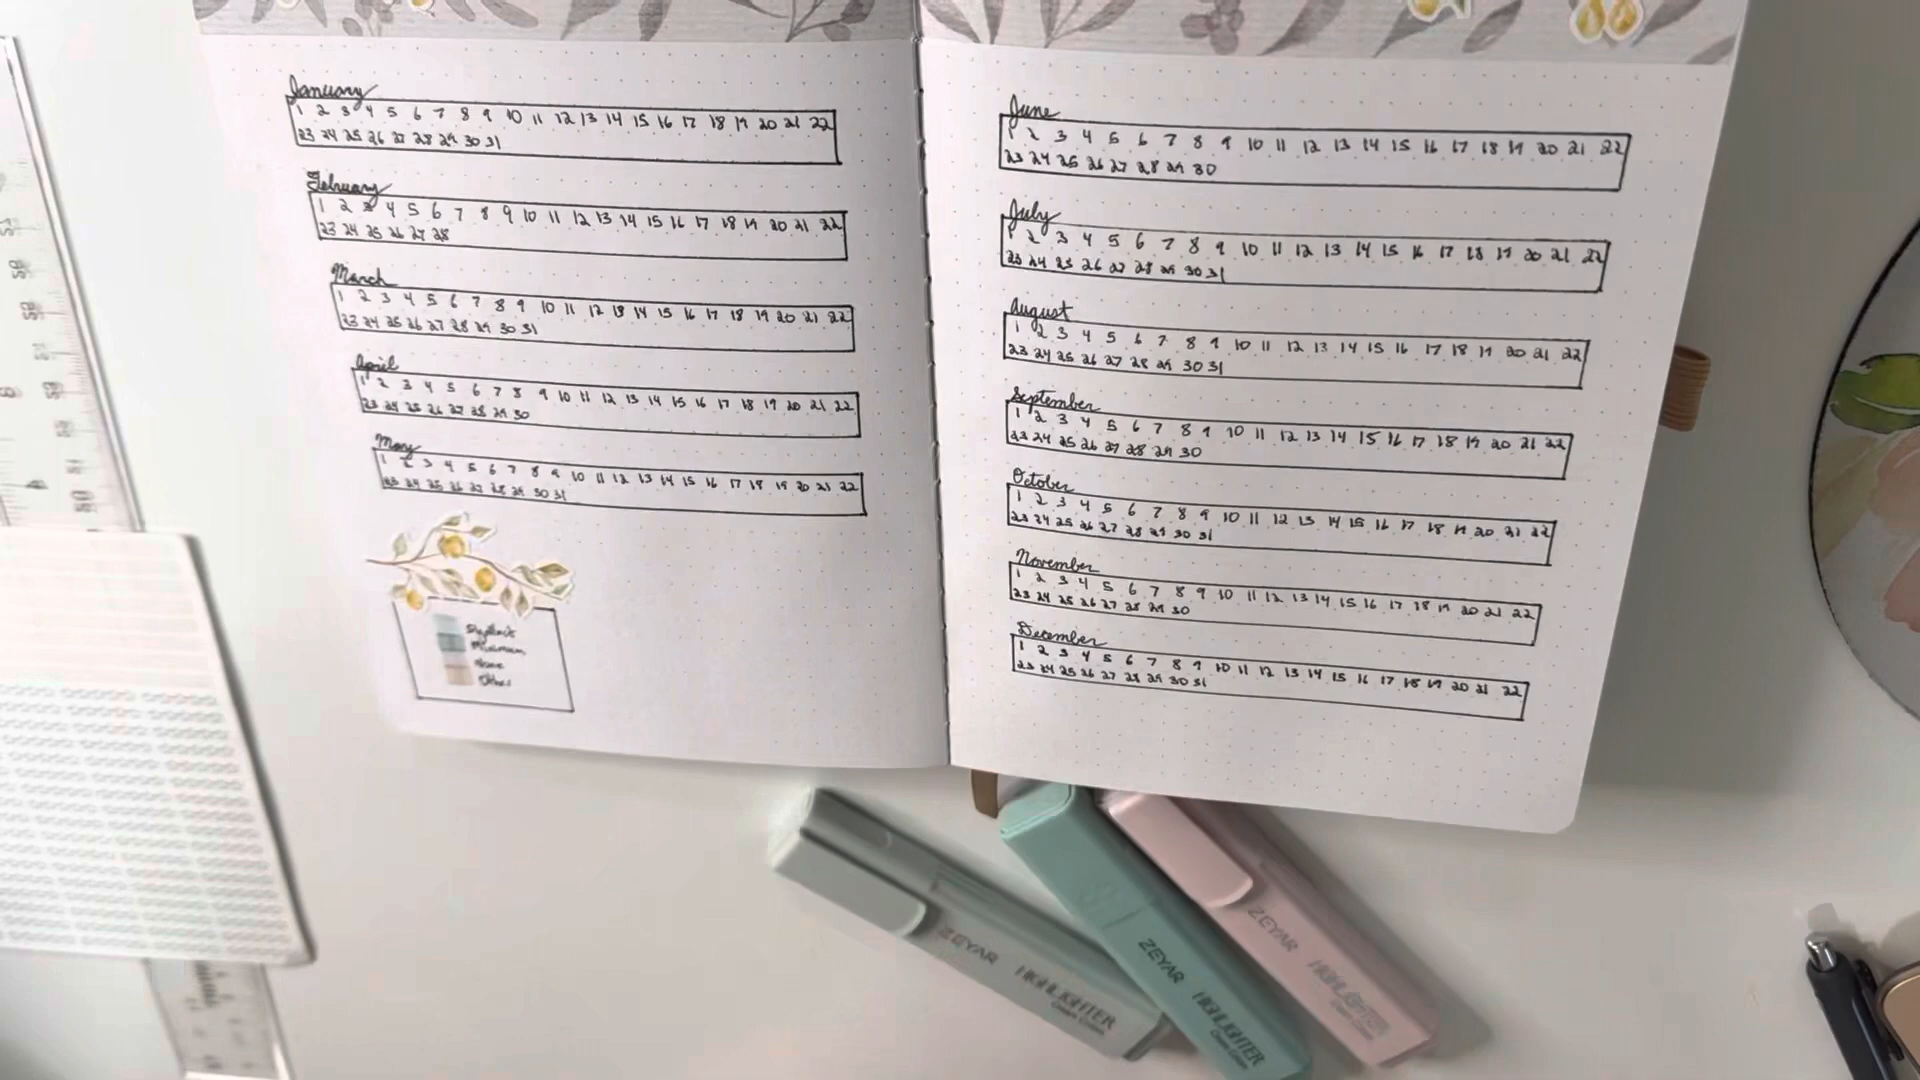 January
1 2 3 4 5 6 7 8 9 10 11 12 13 14 15 16 17 18 19 20 21 22
23 24 25 26 27 28 29 30 31
February
1 2 3 4 5 6 7 8 9 10 11 12 13 14 15 16 17 18 19 20 21 22
23 24 25 26 27 28
March
1 2 3 4 5 6 7 8 9 10 11 12 13 14 15 16 17 18 19 20 21 22
23 24 25 26 27 28 29 30 31
April
1 2 3 4 5 6 7 8 9 10 11 12 13 14 15 16 17 18 19 20 21 22
23 24 25 26 27 28 29 30
May
1 2 3 4 5 6 7 8 9 10 11 12 13 14 15 16 17 18 19 20 21 22
23 24 25 26 27 28 29 30 31
Minimum
None
Other
June
1 2 3 4 5 6 7 8 9 10 11 12 13 14 15 16 17 18 19 20 21 22
23 24 25 26 27 28 29 30
July
1 2 3 4 5 6 7 8 9 10 11 12 13 14 15 16 17 18 19 20 21 22
23 24 25 26 27 28 29 30 31
August
1 2 3 4 5 6 7 8 9 10 11 12 13 14 15 16 17 18 19 20 21 22
23 24 25 26 27 28 29 30 31
September
1 2 3 4 5 6 7 8 9 10 11 12 13 14 15 16 17 18 19 20 21 22
23 24 25 26 27 28 29 30
October
1 2 3 4 5 6 7 8 9 10 11 12 13 14 15 16 17 18 19 20 21 22
23 24 25 26 27 28 29 30 31
November
1 2 3 4 5 6 7 8 9 10 11 12 13 14 15 16 17 18 19 20 21 22
23 24 25 26 27 28 29 30
December
1 2 3 4 5 6 7 8 9 10 11 12 13 14 15 16 17 18 19 20 21 22
23 24 25 26 27 28 29 30 31
ZEYAR HIGHLIGHTER
Cream Colors
ZEYAR HIGHLIGHTER
Cream Colors
ZEYAR HIGHLIGHTER
Cream Colors